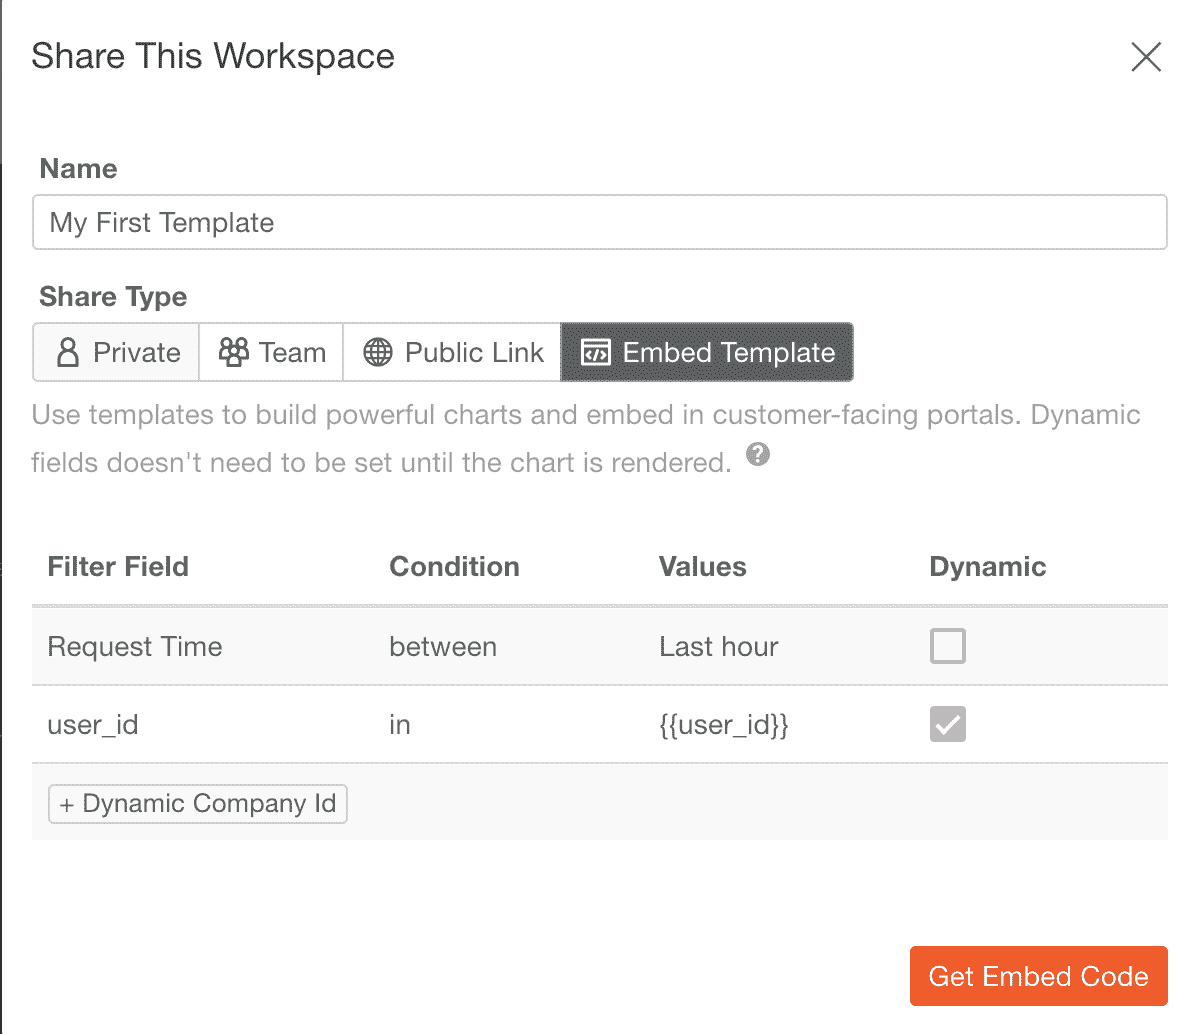 Share This Workspace
Name
My First Template
Share Type
Private Team Public Link Embed Template
Use templates to build powerful charts and embed in customer-facing portals. Dynamic
fields doesn't need to be set until the chart is rendered. ?
Filter Field Condition Values Dynamic
Request Time between Last hour
user_id in {{user_id}}
+ Dynamic Company Id
Get Embed Code